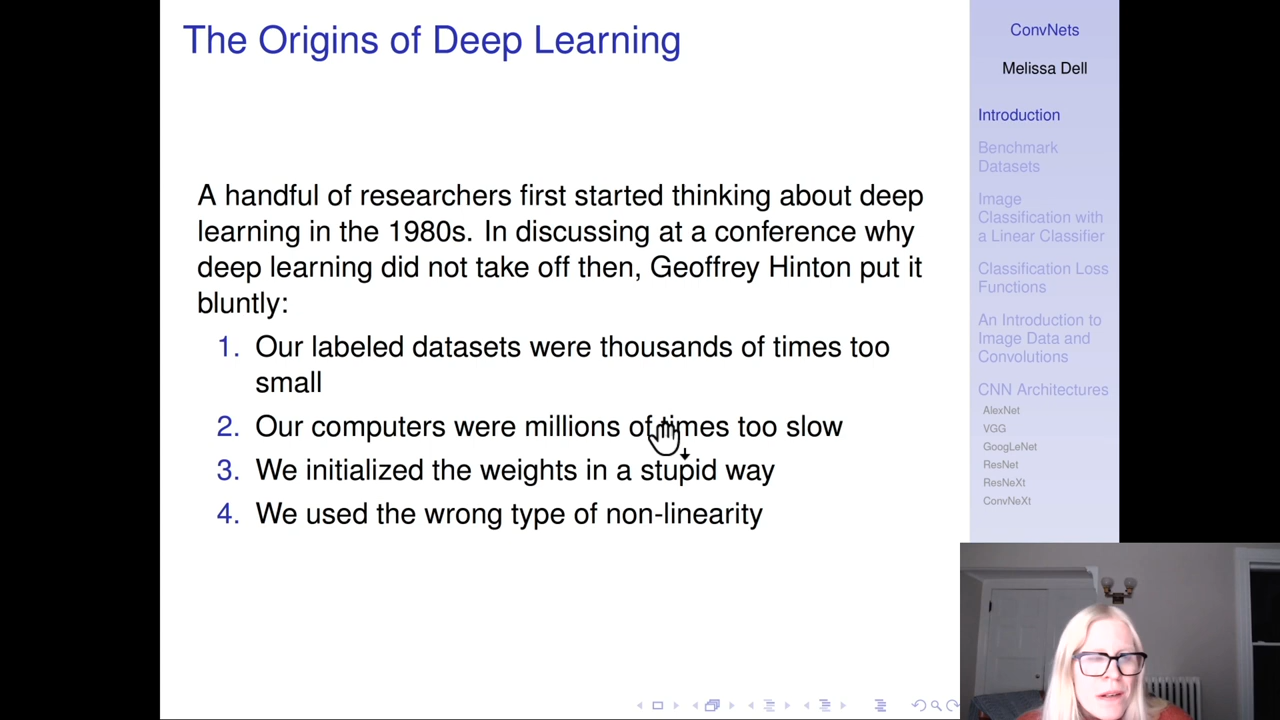 The Origins of Deep Learning
A handful of researchers first started thinking about deep
learning in the 1980s. In discussing at a conference why
deep learning did not take off then, Geoffrey Hinton put it
bluntly:
1. Our labeled datasets were thousands of times too
small
2. Our computers were millions of times too slow
3. We initialized the weights in a stupid way
4. We used the wrong type of non-linearity
ConvNets
Melissa Dell
Introduction
Benchmark
Datasets
Image
Classification with
a Linear Classifier
Classification Loss
Functions
An Introduction to
Image Data and
Convolutions
CNN Architectures
AlexNet
VGG
GoogLeNet
ResNet
ResNeXt
ConvNeXt